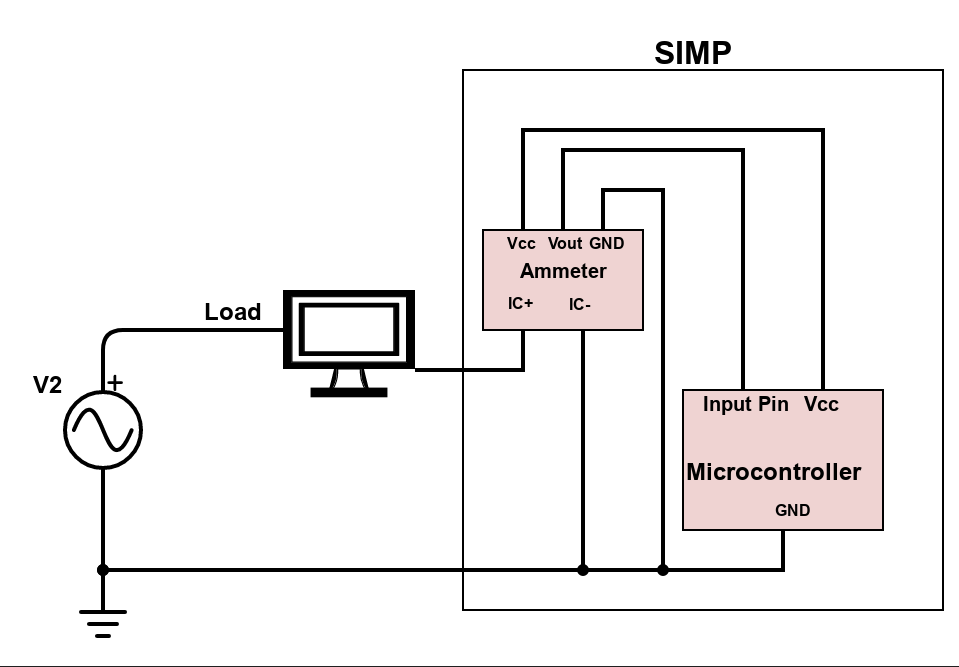 SIMP
Vcc Vout GND
Ammeter
IC+ IC-
Load
V2
+
Input Pin Vcc
Microcontroller
GND